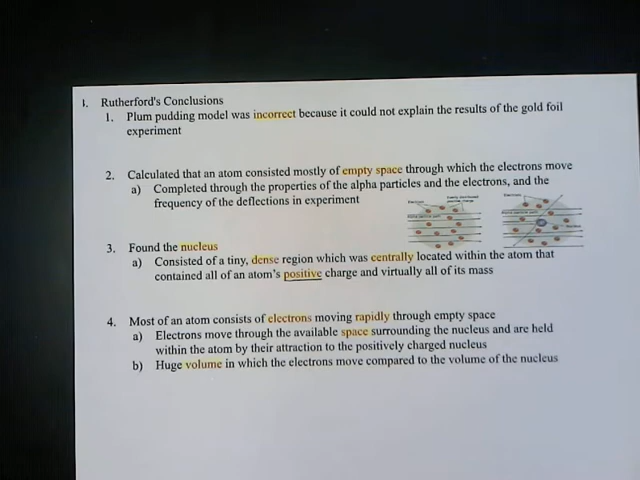 1. Rutherford's Conclusions
1. Plum pudding model was incorrect because it could not explain the results of the gold foil
experiment
2. Calculated that an atom consisted mostly of empty space through which the electrons move
a) Completed through the properties of the alpha particles and the electrons, and the
frequency of the deflections in experiment
3. Found the nucleus
a) Consisted of a tiny, dense region which was centrally located within the atom that
contained all of an atom's positive charge and virtually all of its mass
4. Most of an atom consists of electrons moving rapidly through empty space
a) Electrons move through the available space surrounding the nucleus and are held
within the atom by their attraction to the positively charged nucleus
b) Huge volume in which the electrons move compared to the volume of the nucleus